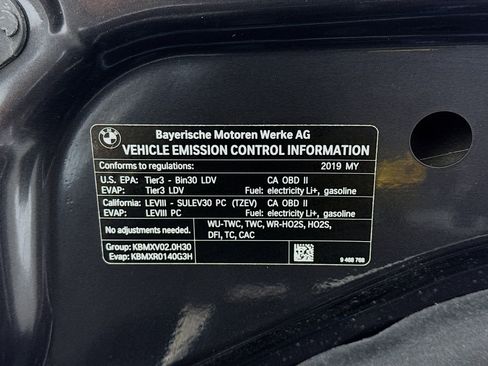 BMW
Bayerische Motoren Werke AG
VEHICLE EMISSION CONTROL INFORMATION
Conforms to regulations: 2019 MY
U.S. EPA: Tier3 - Bin30 LDV CA OBD II
EVAP: Tier3 LDV Fuel: electricity Li+, gasoline
California: LEVIII - SULEV30 PC (TZEV) CA OBD II
EVAP: LEVIII PC Fuel: electricity Li+, gasoline
No adjustments needed. WU-TWC, TWC, WR-HO2S, HO2S,
DFI, TC, CAC
Group: KBMXV02.0H30
Evap: KBMXR0140G3H
9 468 768